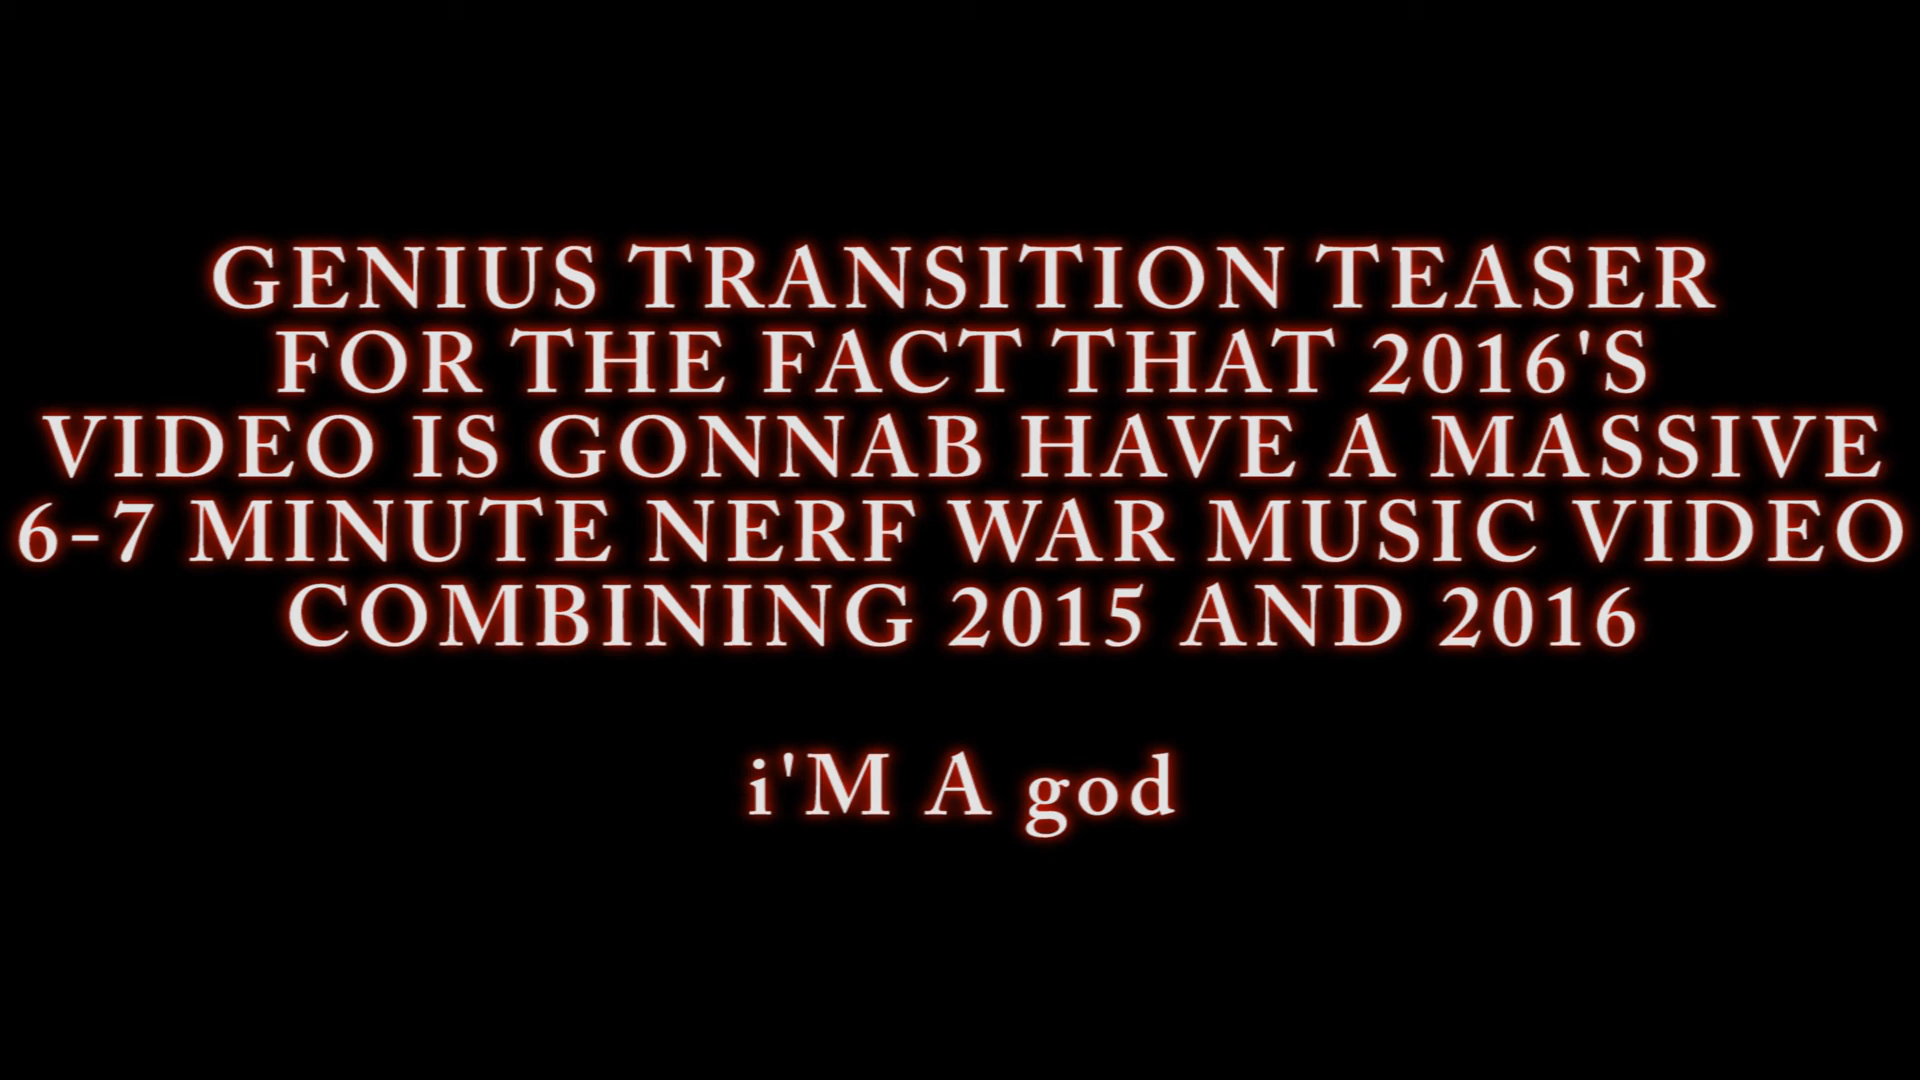 GENIUS TRANSITION TEASER
FOR THE FACT THAT 2016'S
VIDEO IS GONNAB HAVE A MASSIVE
6-7 MINUTE NERF WAR MUSIC VIDEO
COMBINING 2015 AND 2016
i'M A god